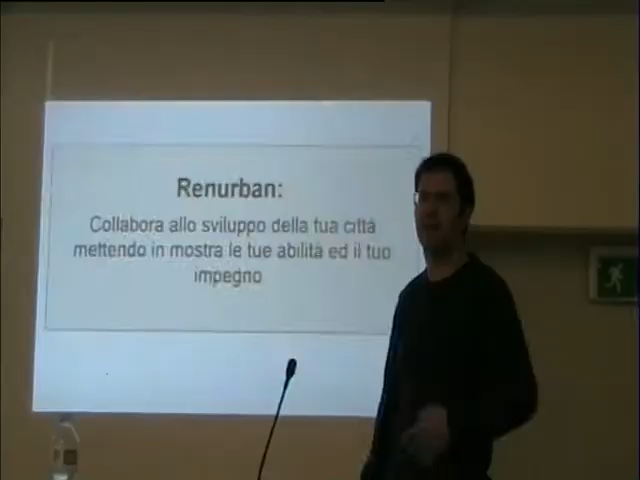 Renurban:
Collabora allo sviluppo della tua città
mettendo in mostra le tue abilità ed il tuo
impegno